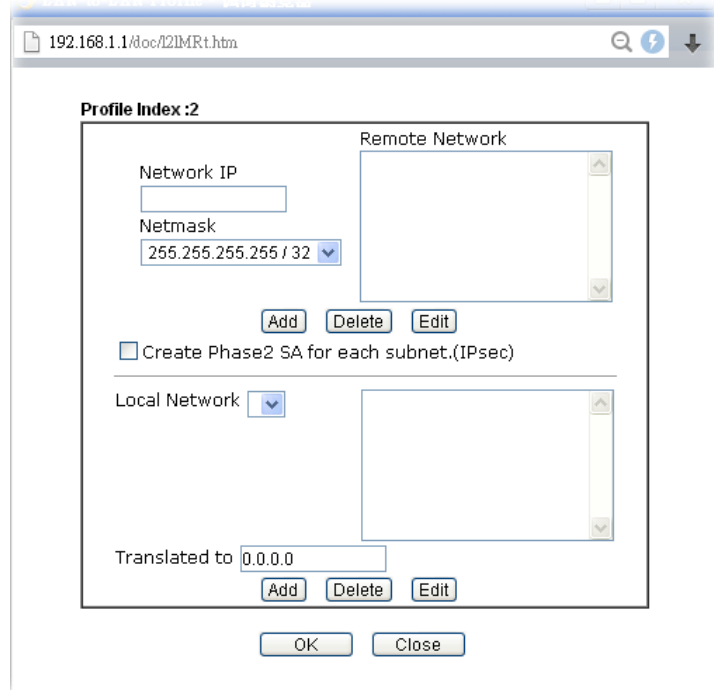 192.168.1.1/doc/l2lMRt.htm
Profile Index :2
Remote Network
Network IP
Netmask
255.255.255.255 / 32
Add Delete Edit
Create Phase2 SA for each subnet.(IPsec)
Local Network
Translated to 0.0.0.0
Add Delete Edit
OK Close